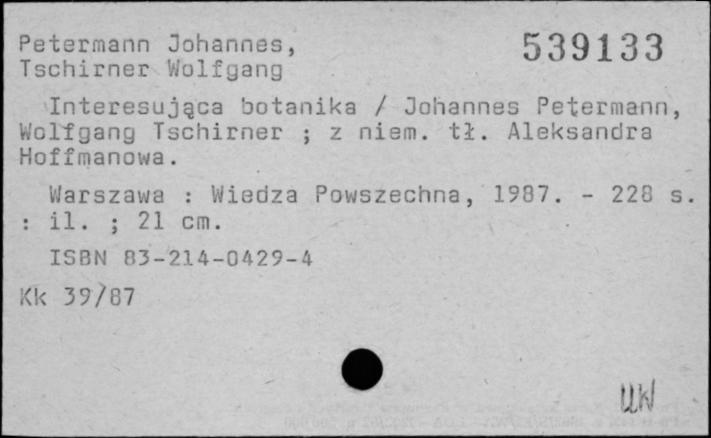 Petermann Johannes, 539133
Tschirner Wolfgang
Interesująca botanika / Johannes Petermann,
Wolfgang Tschirner ; z niem. tł. Aleksandra
Hoffmanowa.
Warszawa : Wiedza Powszechna, 1987. - 228 s.
: il. ; 21 cm.
ISBN 83-214-0429-4
Kk 39/87
UW